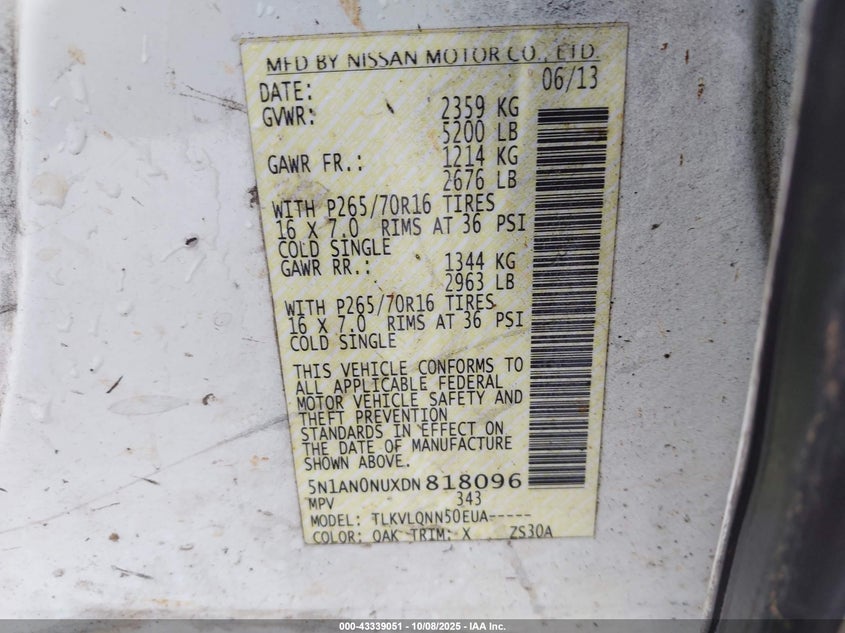 MFD BY NISSAN MOTOR CO., LTD.
DATE: 06/13
GVWR: 2359 KG
5200 LB
GAWR FR.: 1214 KG
2676 LB
WITH P265/70R16 TIRES
16 X 7.0 RIMS AT 36 PSI
COLD SINGLE
GAWR RR.: 1344 KG
2963 LB
WITH P265/70R16 TIRES
16 X 7.0 RIMS AT 36 PSI
COLD SINGLE
THIS VEHICLE CONFORMS TO
ALL APPLICABLE FEDERAL
MOTOR VEHICLE SAFETY AND
THEFT PREVENTION
STANDARDS IN EFFECT ON
THE DATE OF MANUFACTURE
SHOWN ABOVE.
5N1AN0NUXDN818096
MPV 343
MODEL: TLKVLQNN50EUA-----
COLOR: QAK TRIM: X ZS30A
000-43339051 - 10/08/2025 - IAA Inc.